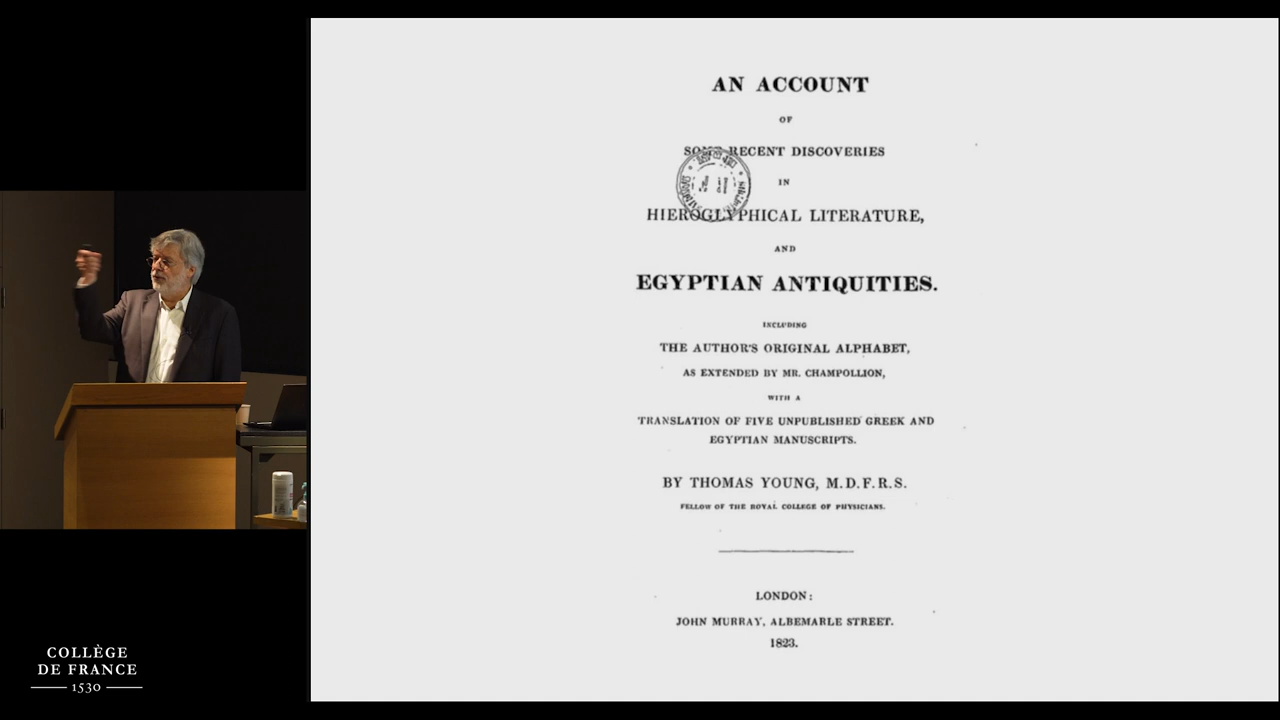 AN ACCOUNT
OF
SOME RECENT DISCOVERIES
IN
HIEROGLYPHICAL LITERATURE,
AND
EGYPTIAN ANTIQUITIES.
INCLUDING
THE AUTHOR'S ORIGINAL ALPHABET,
AS EXTENDED BY MR. CHAMPOLLION,
WITH A
TRANSLATION OF FIVE UNPUBLISHED GREEK AND
EGYPTIAN MANUSCRIPTS.
BY THOMAS YOUNG, M.D.F.R.S.
FELLOW OF THE ROYAL COLLEGE OF PHYSICIANS.
LONDON:
JOHN MURRAY, ALBEMARLE STREET.
1823.
COLLÈGE
DE FRANCE
1530